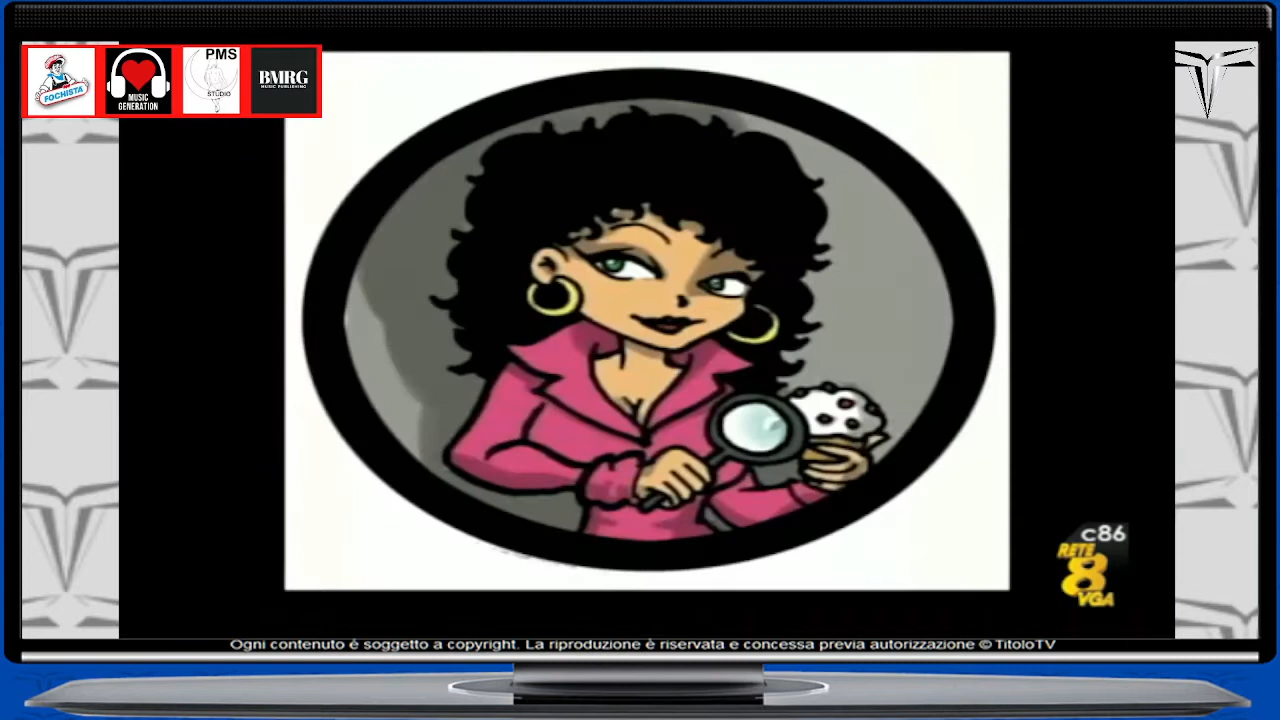 FOCHISTA
MUSIC
GENERATION
PMS
STUDIO
BMRG
MUSIC PUBLISHING
c86
RETE
8
VGA
Ogni contenuto è soggetto a copyright. La riproduzione è riservata e concessa previa autorizzazione © TitoloTV